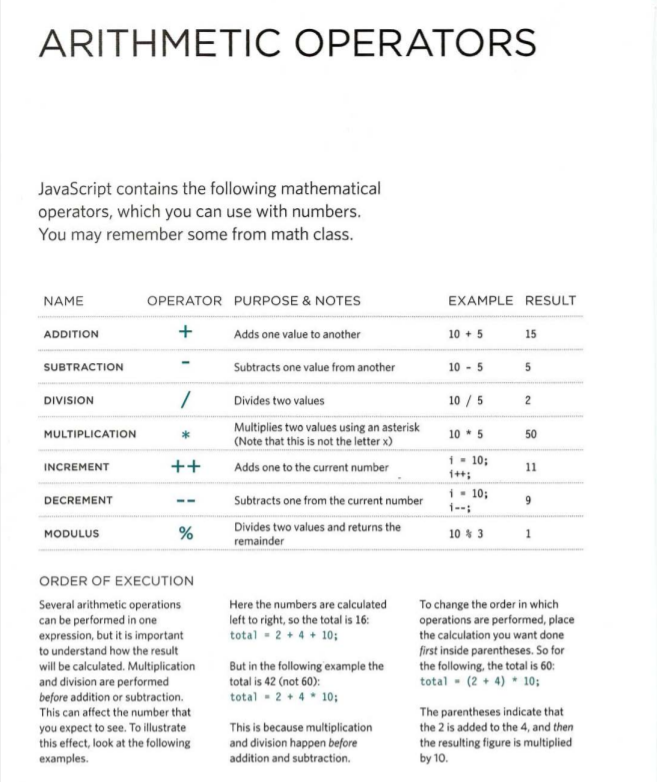 ARITHMETIC OPERATORS
JavaScript contains the following mathematical
operators, which you can use with numbers.
You may remember some from math class.
NAME OPERATOR PURPOSE & NOTES EXAMPLE RESULT
ADDITION + Adds one value to another 10 + 5 15
SUBTRACTION - Subtracts one value from another 10 - 5 5
DIVISION / Divides two values 10 / 5 2
MULTIPLICATION * Multiplies two values using an asterisk
(Note that this is not the letter x) 10 * 5 50
INCREMENT ++ Adds one to the current number i = 10;
i++; 11
DECREMENT -- Subtracts one from the current number i = 10;
i--; 9
MODULUS % Divides two values and returns the
remainder 10 % 3 1
ORDER OF EXECUTION
Several arithmetic operations
can be performed in one
expression, but it is important
to understand how the result
will be calculated. Multiplication
and division are performed
before addition or subtraction.
This can affect the number that
you expect to see. To illustrate
this effect, look at the following
examples.
Here the numbers are calculated
left to right, so the total is 16:
total = 2 + 4 + 10;
But in the following example the
total is 42 (not 60):
total = 2 + 4 * 10;
This is because multiplication
and division happen before
addition and subtraction.
To change the order in which
operations are performed, place
the calculation you want done
first inside parentheses. So for
the following, the total is 60:
total = (2 + 4) * 10;
The parentheses indicate that
the 2 is added to the 4, and then
the resulting figure is multiplied
by 10.